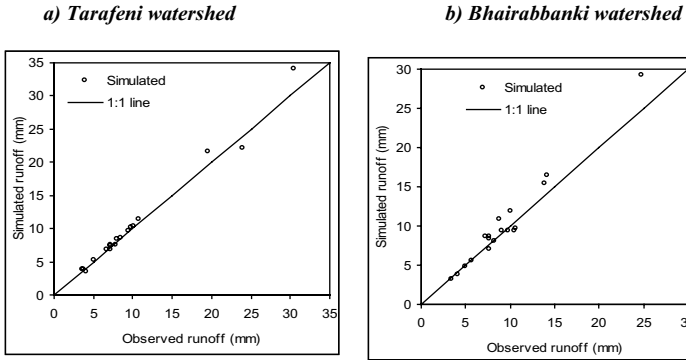 a) Tarafeni watershed
35
30
25
20
15
10
5
0
Simulated runoff (mm)
Simulated
1:1 line
0 5 10 15 20 25 30 35
Observed runoff (mm)
b) Bhairabbanki watershed
30
25
20
15
10
5
0
Simulated runoff (mm)
Simulated
1:1 line
0 5 10 15 20 25 30
Observed runoff (mm)